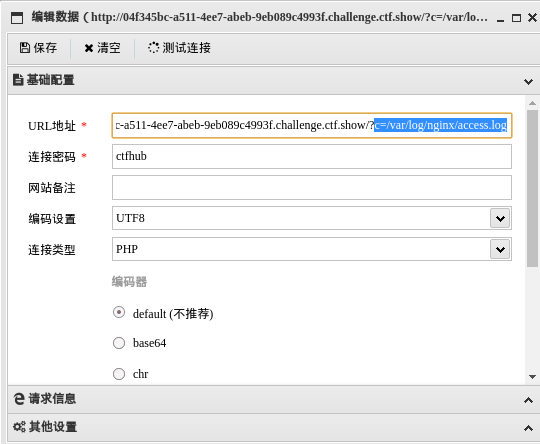 编辑数据（http://04f345bc-a511-4ee7-abeb-9eb089c4993f.challenge.ctf.show/?c=/var/lo...
保存 清空 测试连接
基础配置
URL地址 * c-a511-4ee7-abeb-9eb089c4993f.challenge.ctf.show/?c=/var/log/nginx/access.log
连接密码 * ctfhub
网站备注
编码设置 UTF8
连接类型 PHP
编码器
default (不推荐)
base64
chr
请求信息
其他设置